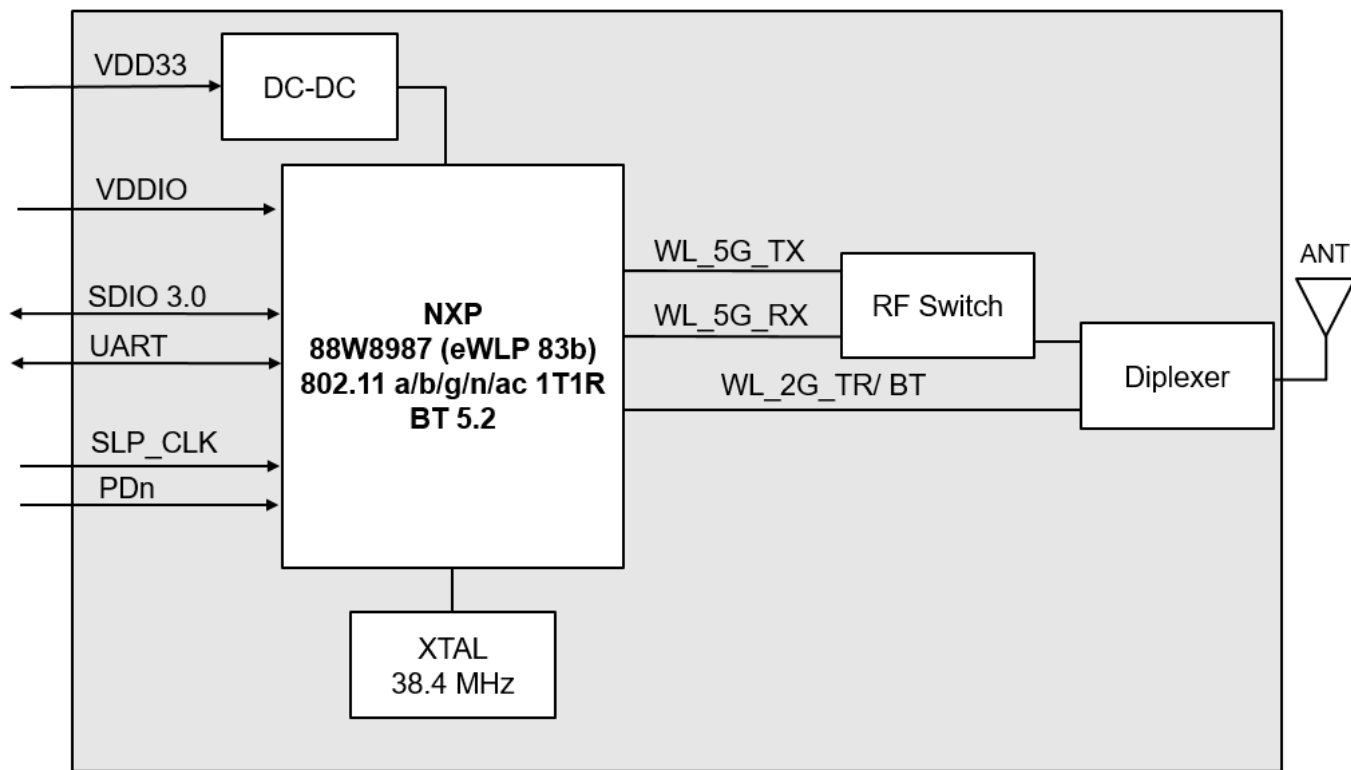 VDD33
DC-DC
VDDIO
SDIO 3.0
UART
SLP_CLK
PDn
NXP
88W8987 (eWLP 83b)
802.11 a/b/g/n/ac 1T1R
BT 5.2
XTAL
38.4 MHz
WL_5G_TX
WL_5G_RX
WL_2G_TR/ BT
RF Switch
Diplexer
ANT